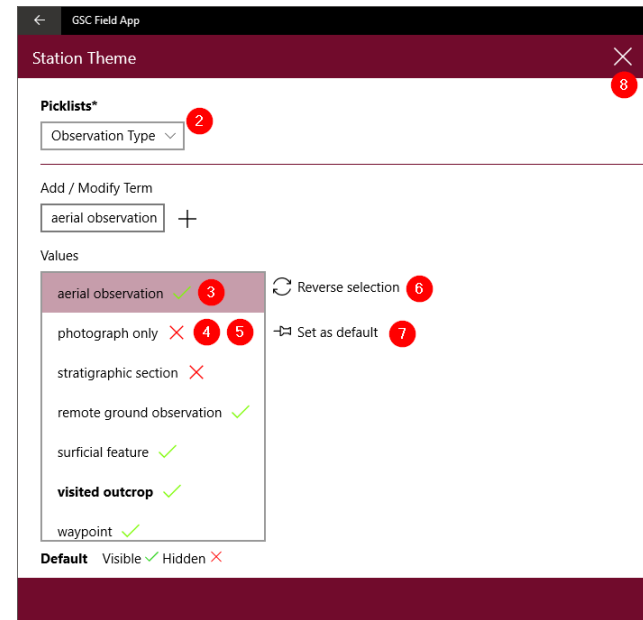 GSC Field App
Station Theme
8
Picklists*
2
Observation Type
Add / Modify Term
aerial observation
Values
aerial observation 3
Reverse selection 6
photograph only 4 5
Set as default 7
stratigraphic section
remote ground observation
surficial feature
visited outcrop
waypoint
Default Visible Hidden